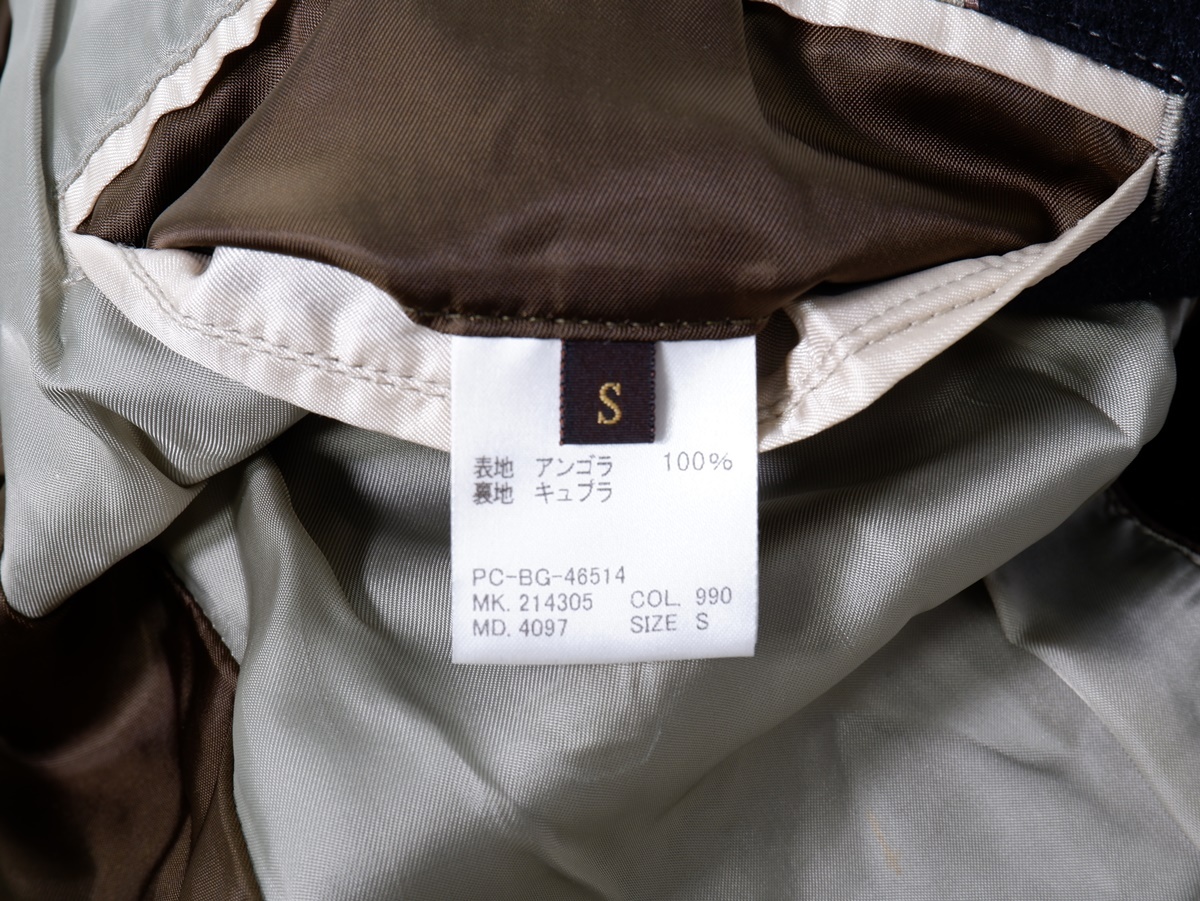 S
表地 アンゴラ 100%
裏地 キュプラ
PC-BG-46514
MK. 214305 COL. 990
MD. 4097 SIZE S